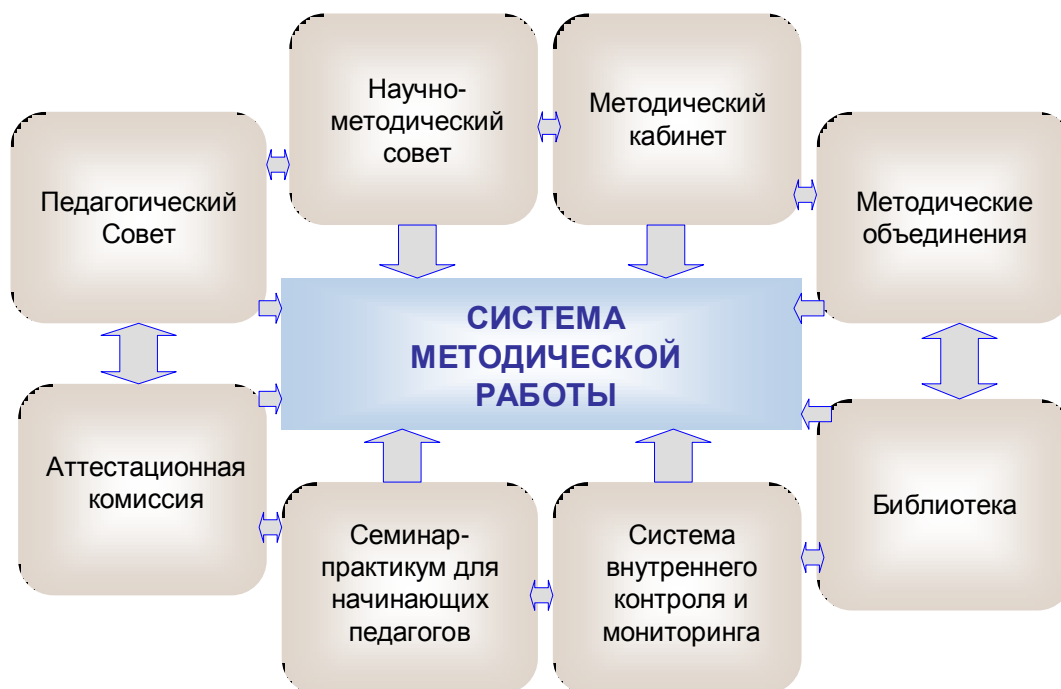 Научно-
методический
совет
Методический
кабинет
Педагогический
Совет
Методические
объединения
СИСТЕМА
МЕТОДИЧЕСКОЙ
РАБОТЫ
Аттестационная
комиссия
Семинар-
практикум для
начинающих
педагогов
Система
внутреннего
контроля и
мониторинга
Библиотека